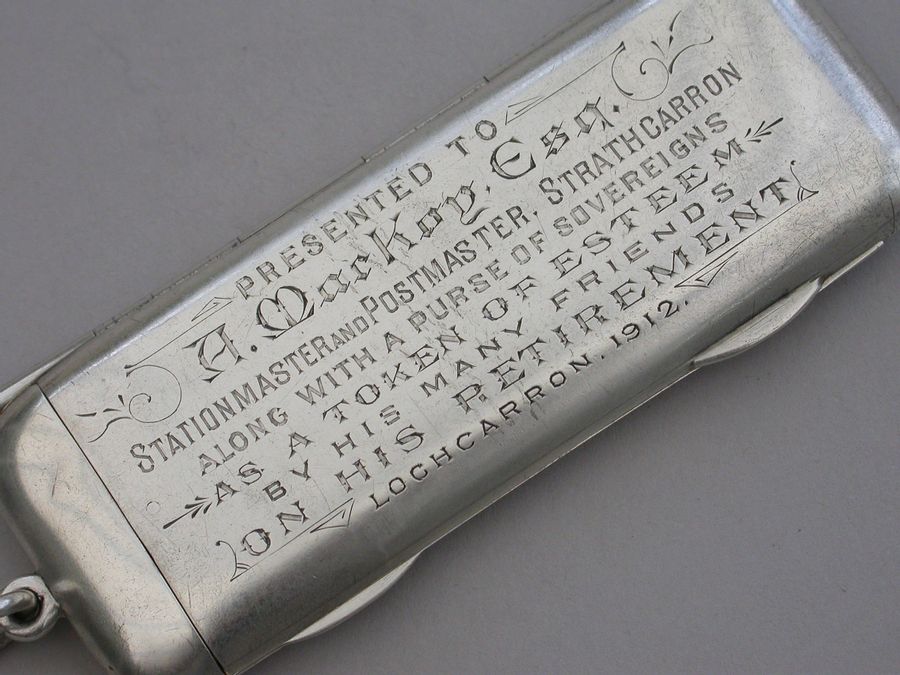 PRESENTED TO
A. MacKay, Esq.
STATIONMASTER AND POSTMASTER, STRATHCARRON
ALONG WITH A PURSE OF SOVEREIGNS
AS A TOKEN OF ESTEEM
BY HIS MANY FRIENDS
ON HIS RETIREMENT
LOCHCARRON. 1912.